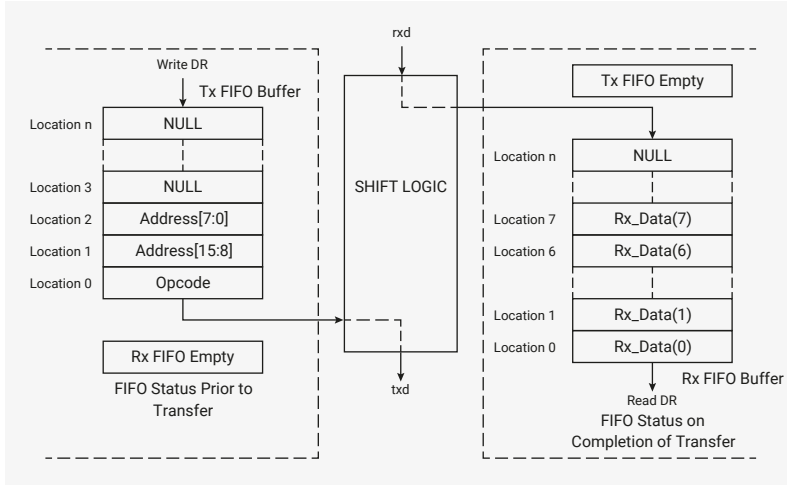 Write DR
Tx FIFO Buffer
Location n
NULL
Location 3
NULL
Location 2
Address[7:0]
Location 1
Address[15:8]
Location 0
Opcode
Rx FIFO Empty
FIFO Status Prior to
Transfer
rxd
SHIFT LOGIC
txd
Tx FIFO Empty
Location n
NULL
Location 7
Rx_Data(7)
Location 6
Rx_Data(6)
Location 1
Rx_Data(1)
Location 0
Rx_Data(0)
Rx FIFO Buffer
Read DR
FIFO Status on
Completion of Transfer